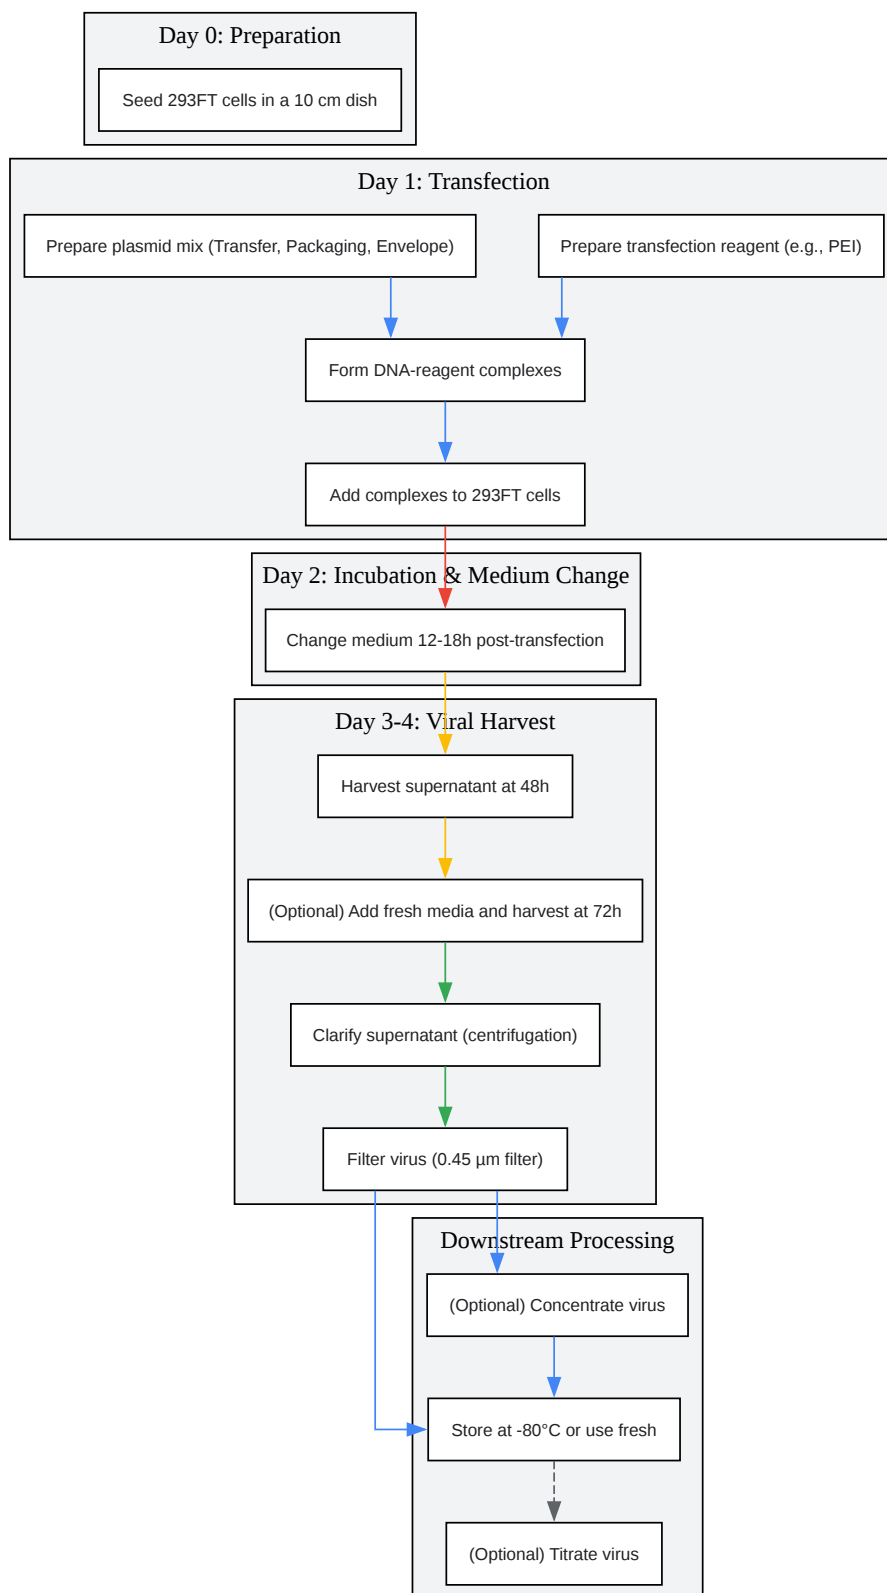 Day 0: Preparation
Seed 293FT cells in a 10 cm dish
Day 1: Transfection
Prepare plasmid mix (Transfer, Packaging, Envelope)
Prepare transfection reagent (e.g., PEI)
Form DNA-reagent complexes
Add complexes to 293FT cells
Day 2: Incubation & Medium Change
Change medium 12-18h post-transfection
Day 3-4: Viral Harvest
Harvest supernatant at 48h
(Optional) Add fresh media and harvest at 72h
Clarify supernatant (centrifugation)
Filter virus (0.45 µm filter)
Downstream Processing
(Optional) Concentrate virus
Store at -80°C or use fresh
(Optional) Titrate virus